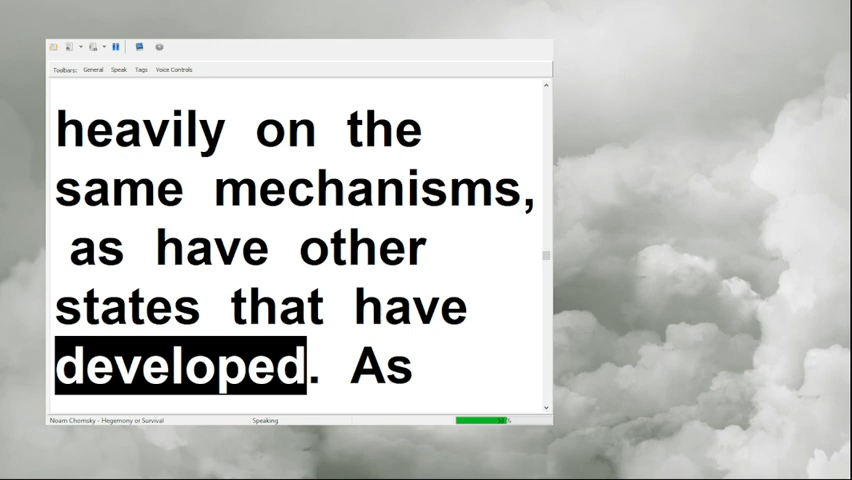 Toolbars: General Speak Tags Voice Controls
heavily on the
same mechanisms,
as have other
states that have
developed. As
Noam Chomsky - Hegemony or Survival Speaking